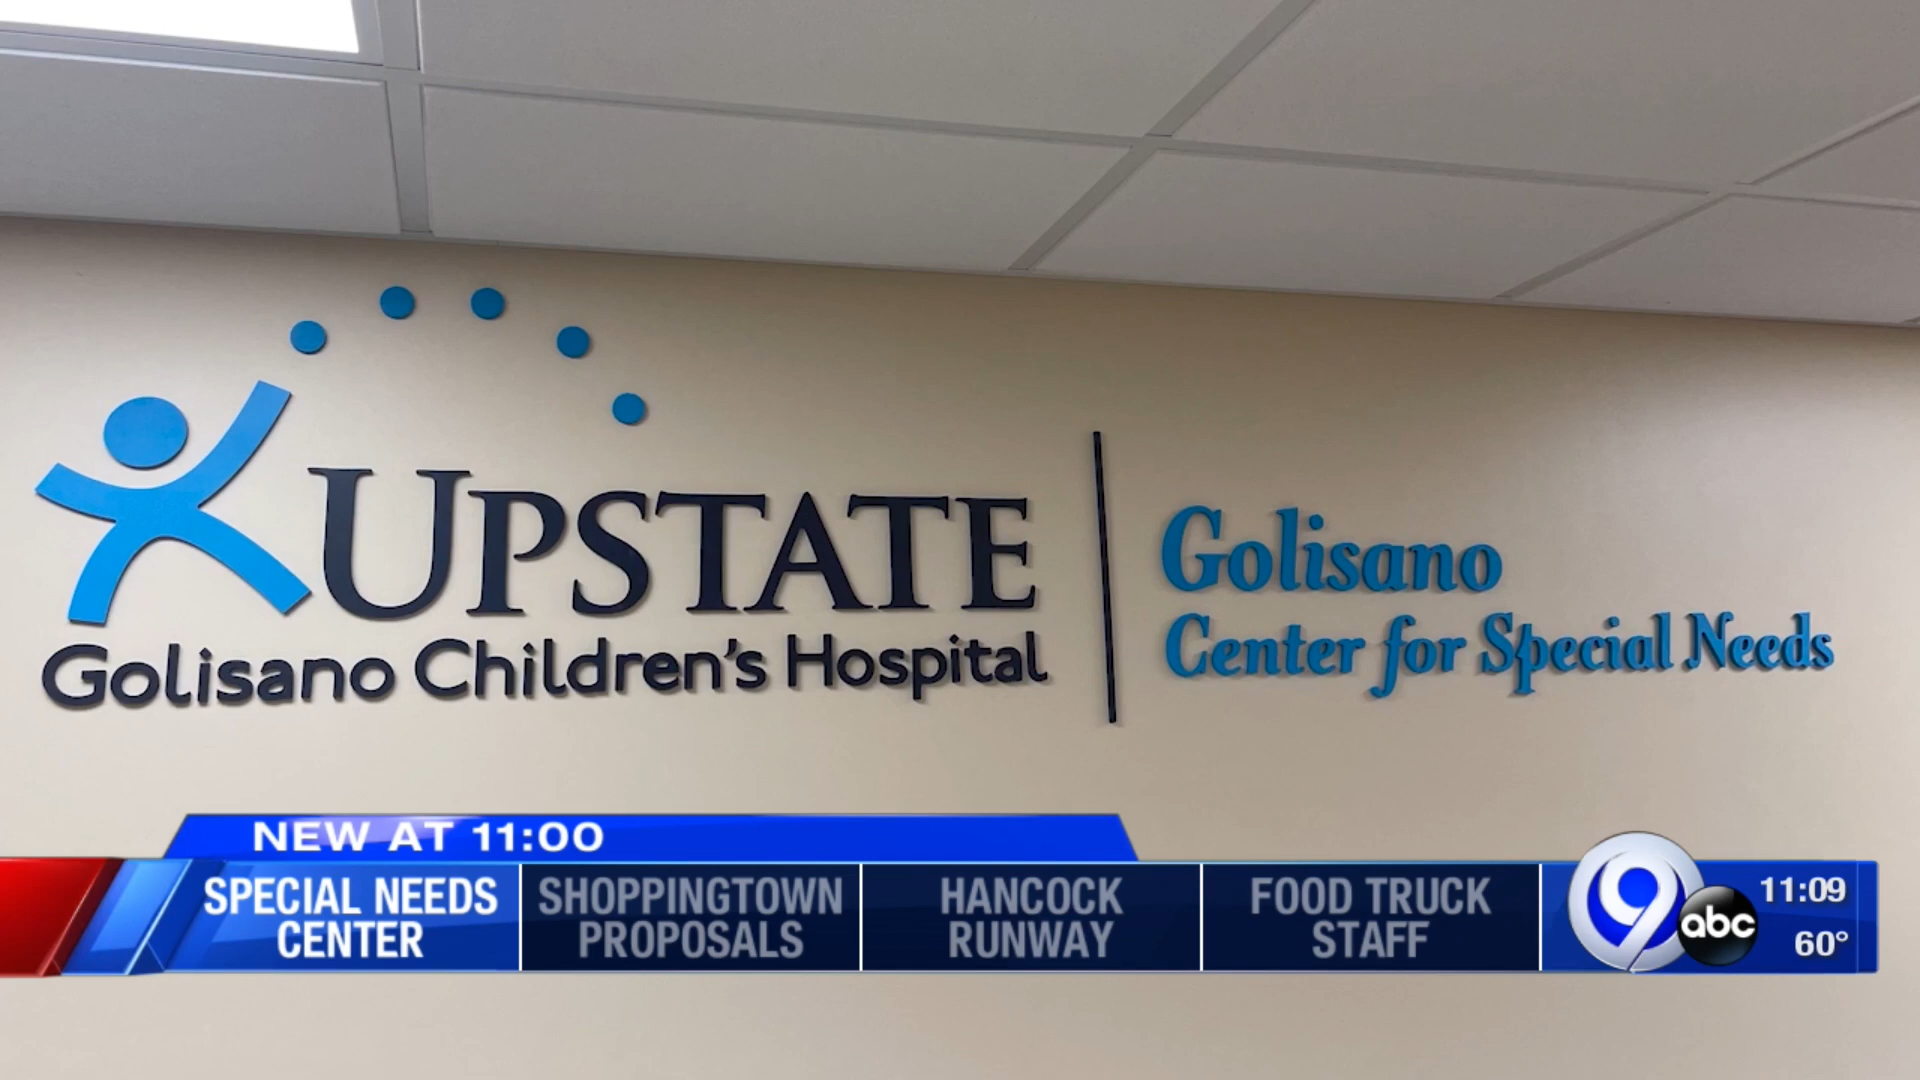 UPSTATE
Golisano Children's Hospital
Golisano
Center for Special Needs
NEW AT 11:00
SPECIAL NEEDS
CENTER
SHOPPINGTOWN
PROPOSALS
HANCOCK
RUNWAY
FOOD TRUCK
STAFF
9
abc
11:09
60°